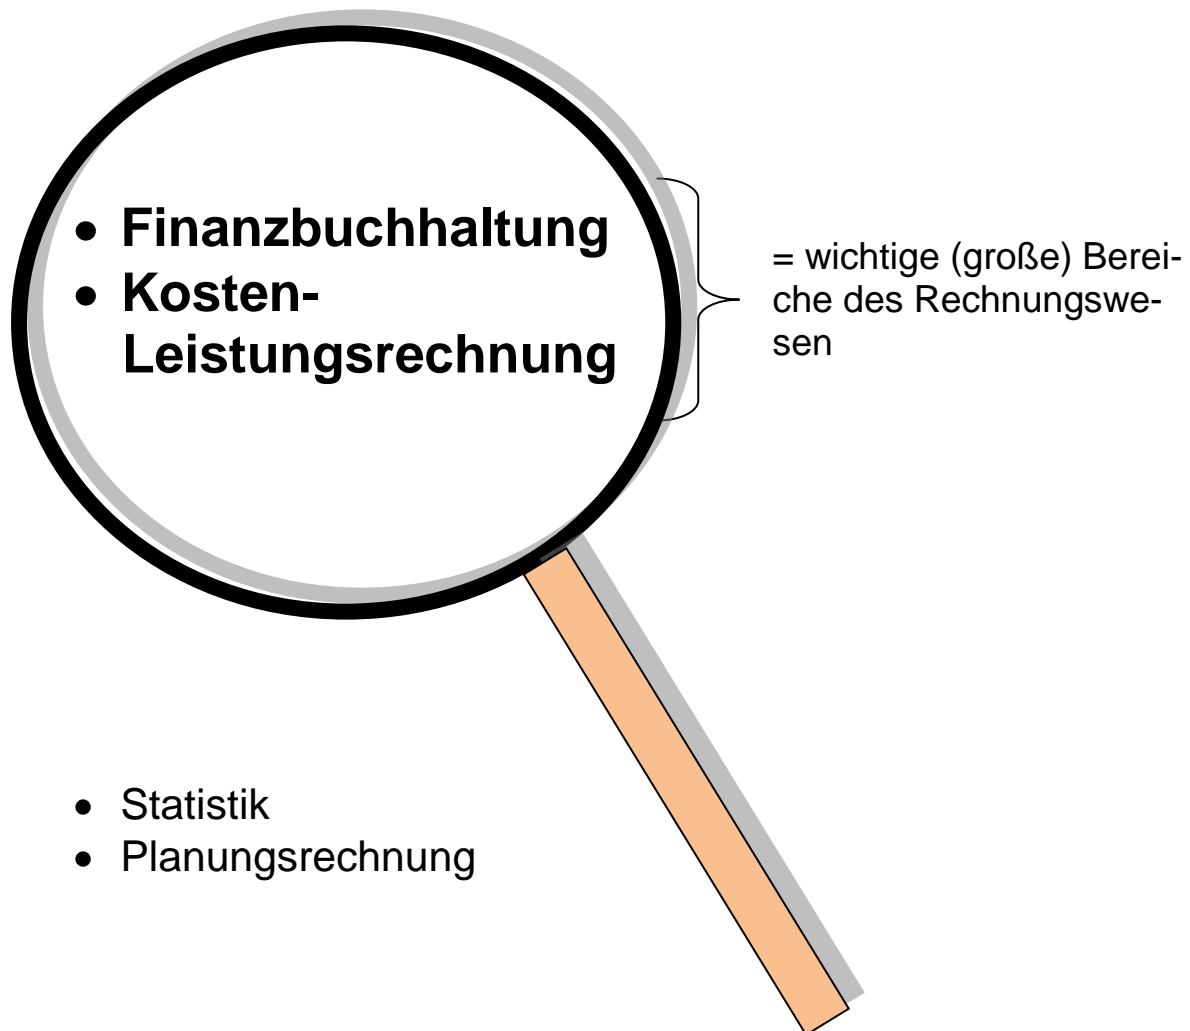 • Finanzbuchhaltung
• Kosten-
Leistungsrechnung
= wichtige (große) Berei-
che des Rechnungswe-
sen
• Statistik
• Planungsrechnung